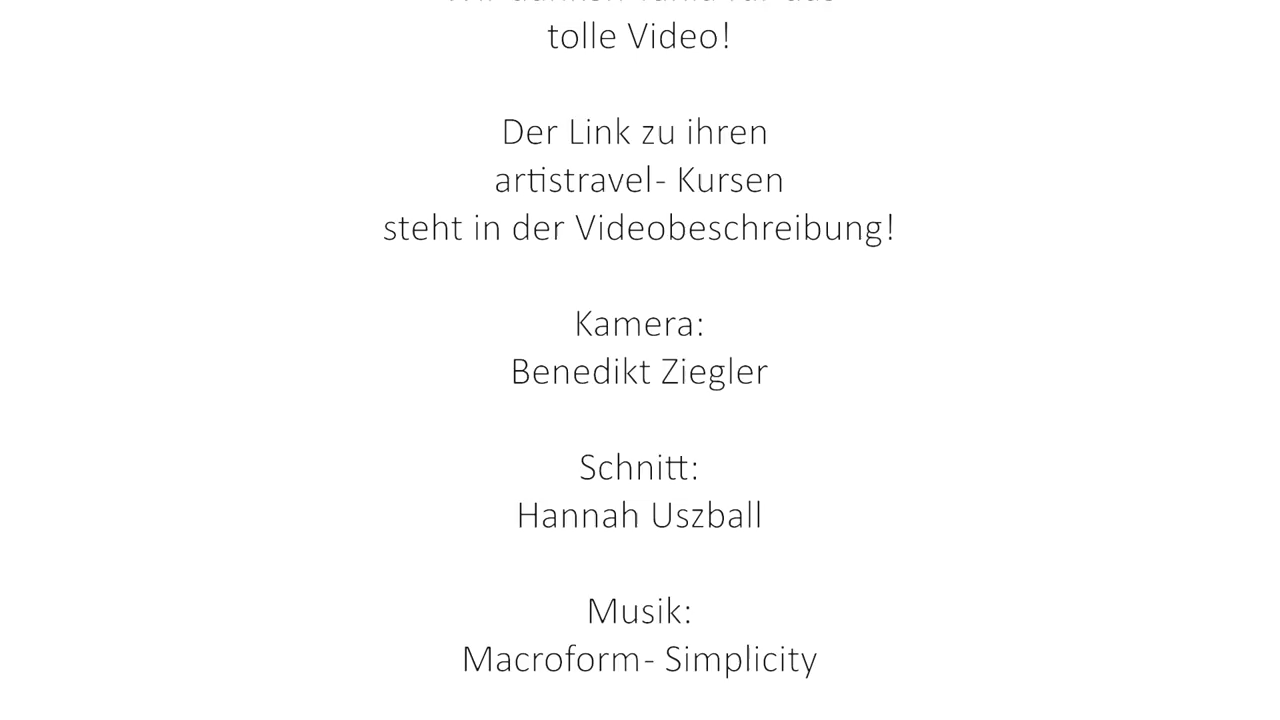 tolle Video!
Der Link zu ihren
artistravel- Kursen
steht in der Videobeschreibung!
Kamera:
Benedikt Ziegler
Schnitt:
Hannah Uszball
Musik:
Macroform- Simplicity